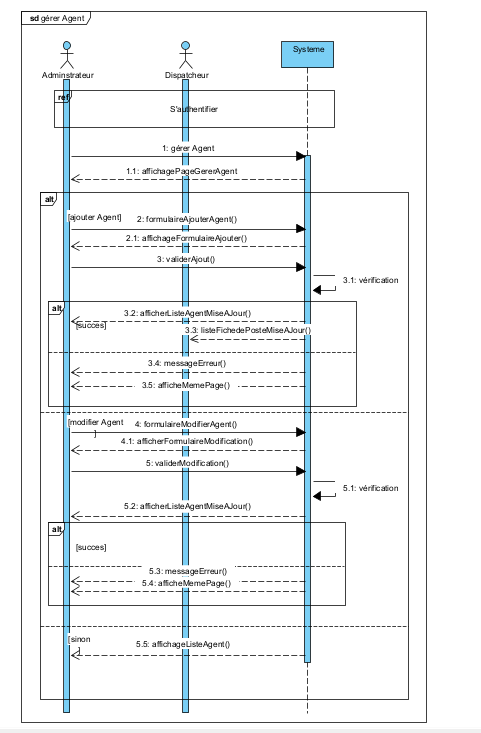 sd gérer Agent
Adminstrateur
Dispatcheur
Systeme
ref
S'authentifier
1: gérer Agent
1.1: affichagePageGererAgent
alt
[ajouter Agent]
2: formulaireAjouterAgent()
2.1: affichageFormulaireAjouter()
3: validerAjout()
3.1: vérification
alt
3.2: afficherListeAgentMiseAJour()
[succes]
3.3: listeFichedePosteMiseAJour()
3.4: messageErreur()
3.5: afficheMemePage()
[modifier Agent
]
4: formulaireModifierAgent()
4.1: afficherFormulaireModification()
5: validerModification()
5.1: vérification
5.2: afficherListeAgentMiseAJour()
alt
[succes]
5.3: messageErreur()
5.4: afficheMemePage()
[sinon
]
5.5: affichageListeAgent()